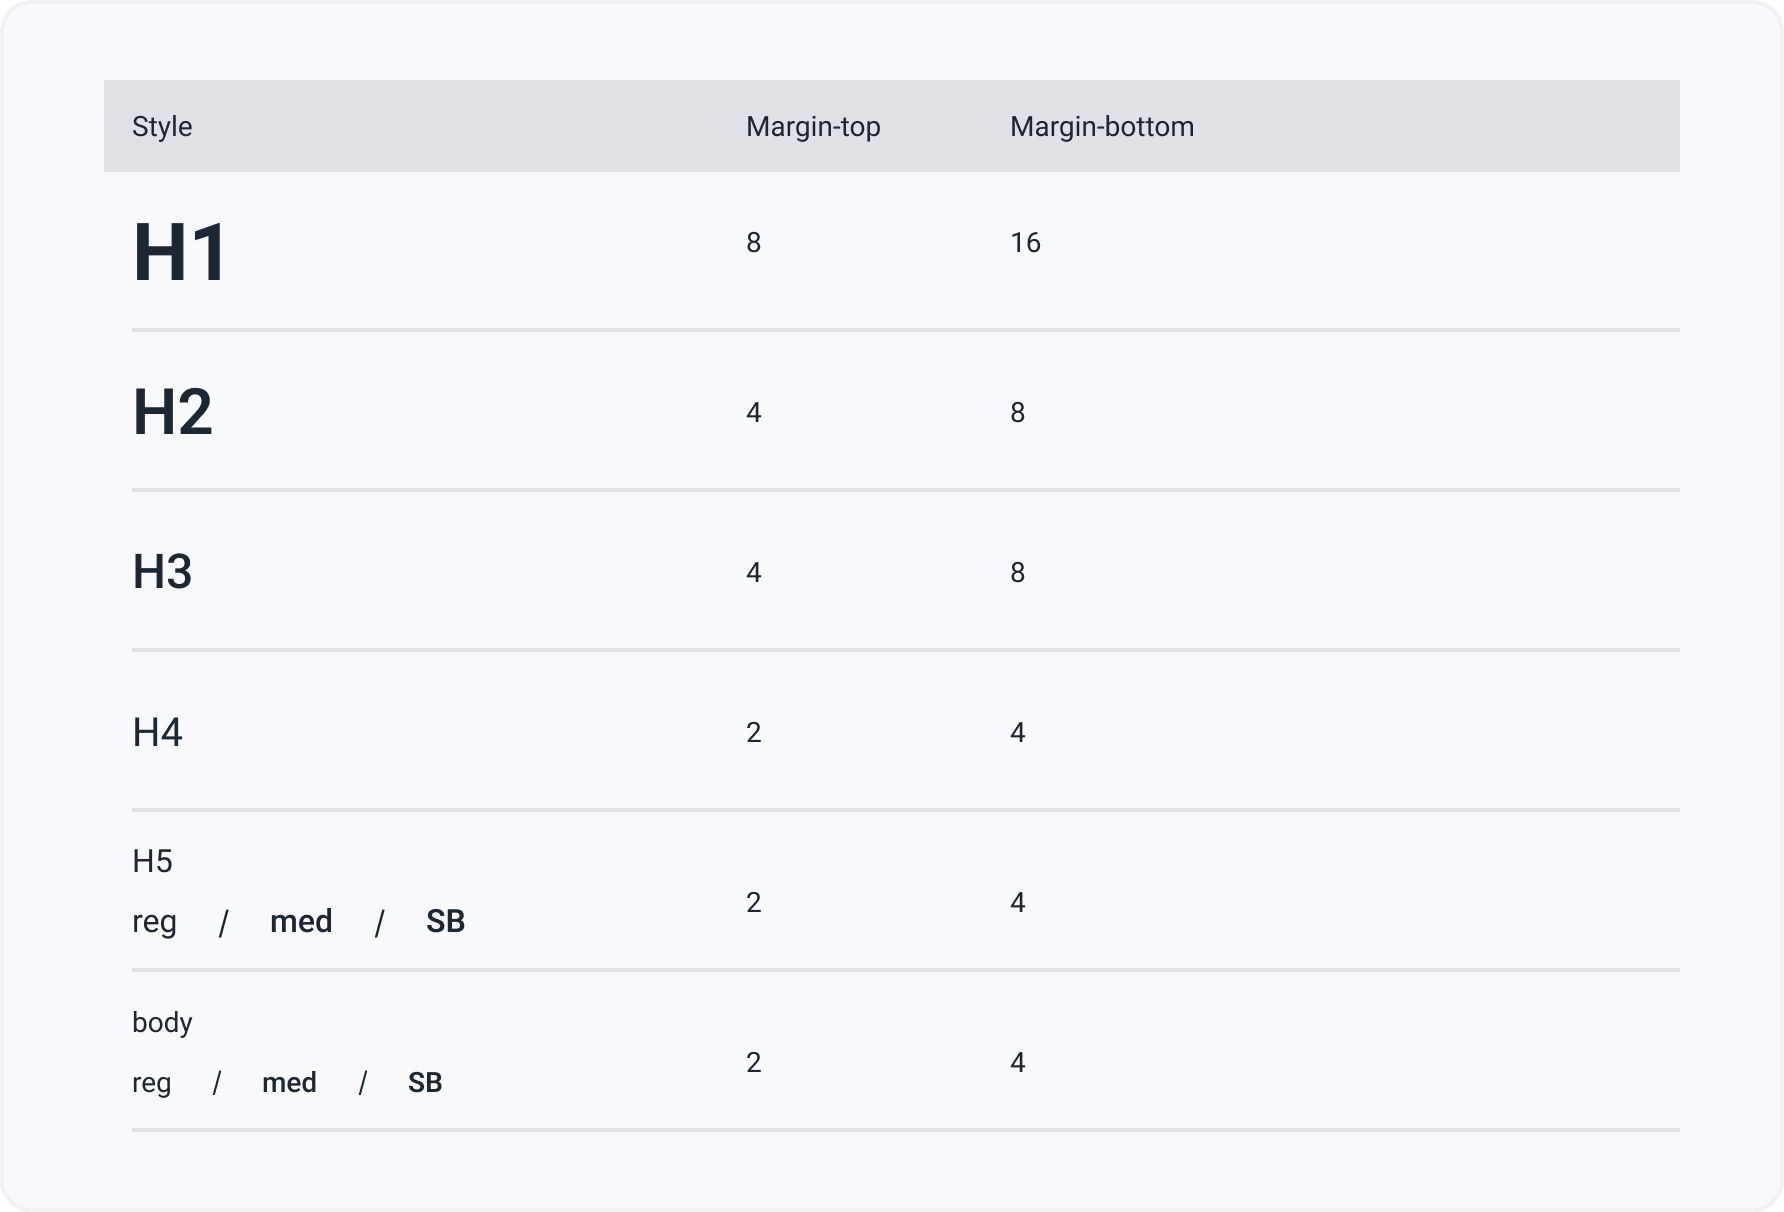 Style Margin-top Margin-bottom
H1 8 16
H2 4 8
H3 4 8
H4 2 4
H5
reg / med / SB 2 4
body
reg / med / SB 2 4